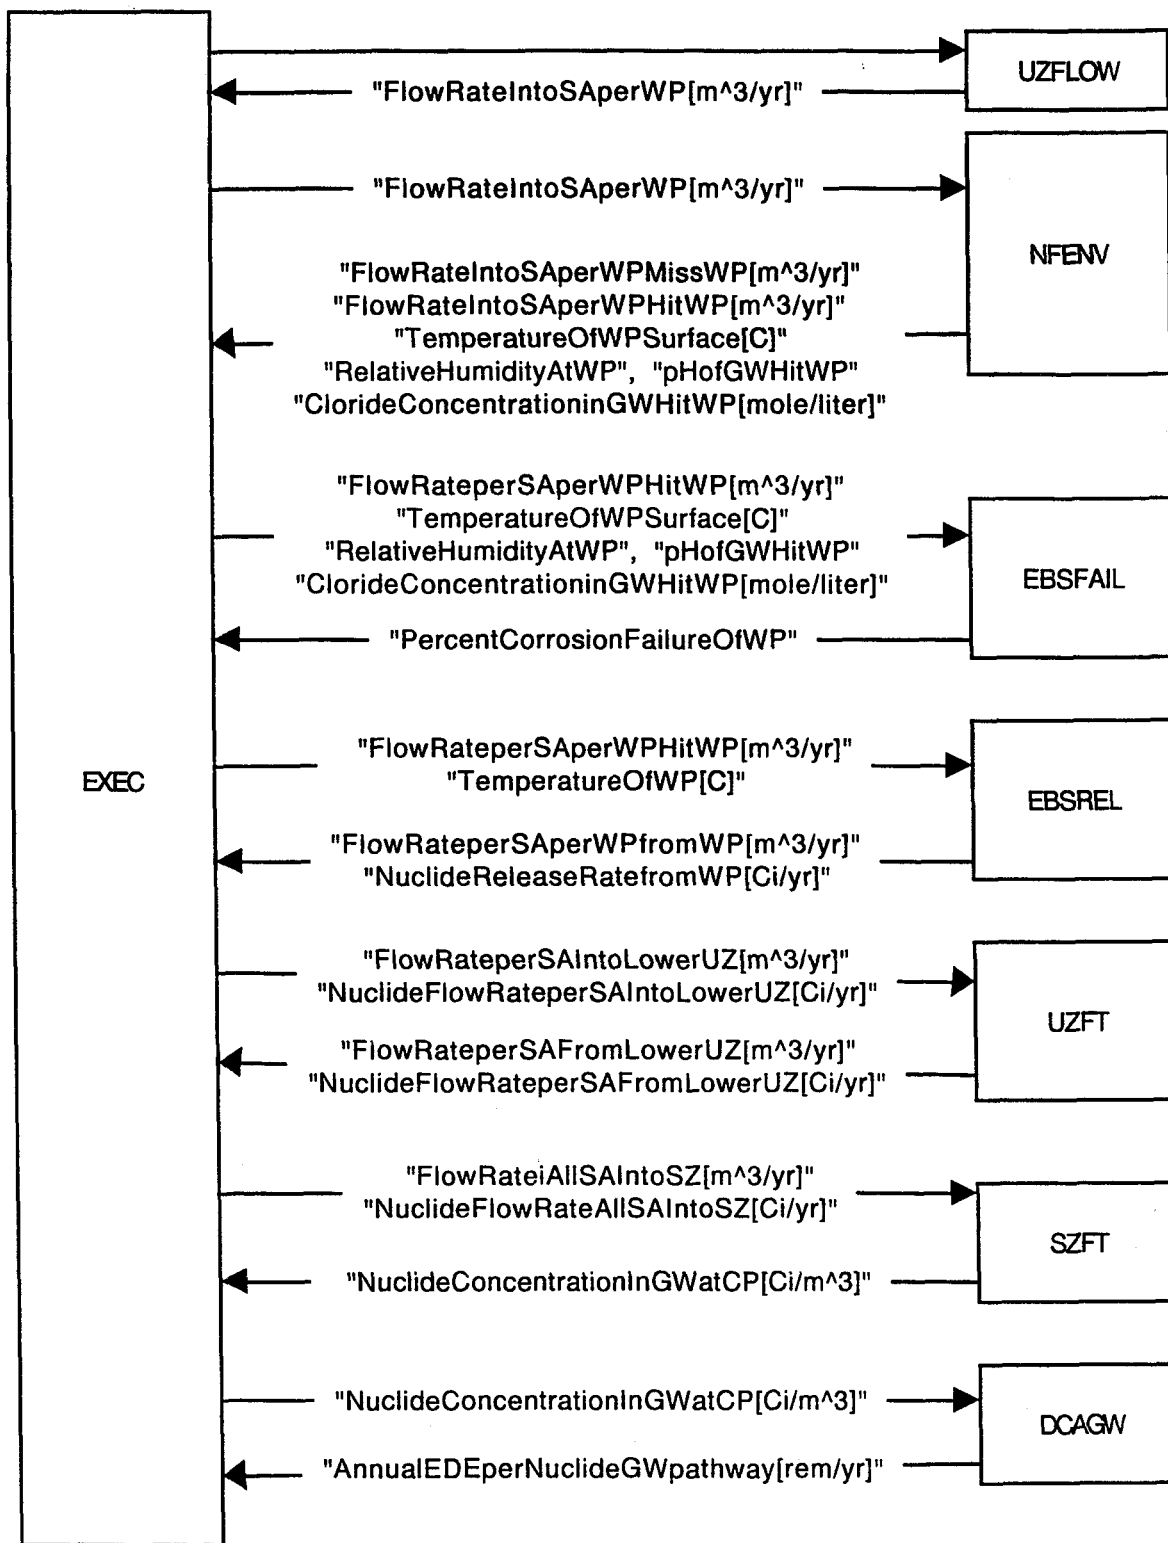 UZFLOW
"FlowRateIntoSAperWP[m^3/yr]"
"FlowRateIntoSAperWP[m^3/yr]"
NFENV
"FlowRateIntoSAperWPMissWP[m^3/yr]"
"FlowRateIntoSAperWPHitWP[m^3/yr]"
"TemperatureOfWPSurface[C]"
"RelativeHumidityAtWP", "pHofGWHitWP"
"ClorideConcentrationinGWHitWP[mole/liter]"
"FlowRateperSAperWPHitWP[m^3/yr]"
"TemperatureOfWPSurface[C]"
"RelativeHumidityAtWP", "pHofGWHitWP"
"ClorideConcentrationinGWHitWP[mole/liter]"
EBSFAIL
"PercentCorrosionFailureOfWP"
EXEC
"FlowRateperSAperWPHitWP[m^3/yr]"
"TemperatureOfWP[C]"
EBSREL
"FlowRateperSAperWPfromWP[m^3/yr]"
"NuclideReleaseRatefromWP[Ci/yr]"
"FlowRateperSAIntoLowerUZ[m^3/yr]"
"NuclideFlowRateperSAIntoLowerUZ[Ci/yr]"
UZFT
"FlowRateperSAFromLowerUZ[m^3/yr]"
"NuclideFlowRateperSAFromLowerUZ[Ci/yr]"
"FlowRateiAllSAIntoSZ[m^3/yr]"
"NuclideFlowRateAllSAIntoSZ[Ci/yr]"
SZFT
"NuclideConcentrationInGWatCP[Ci/m^3]"
"NuclideConcentrationInGWatCP[Ci/m^3]"
DCAGW
"AnnualEDEperNuclideGWpathway[rem/yr]"